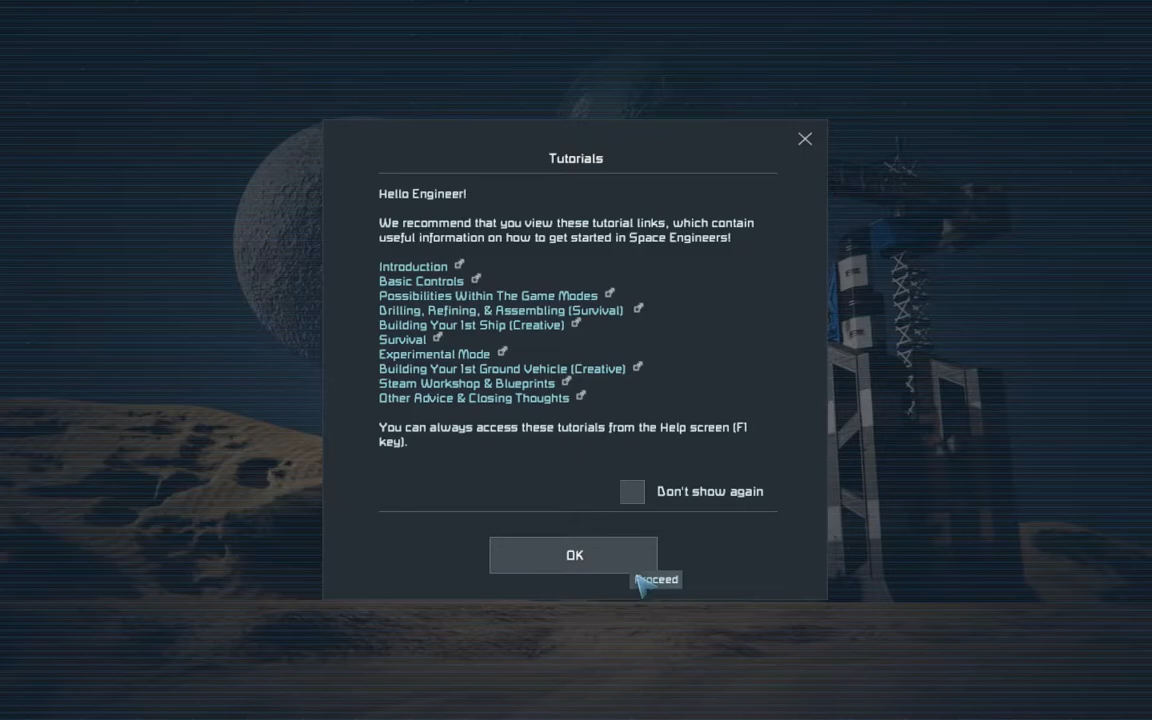 Tutorials
Hello Engineer!
We recommend that you view these tutorial links, which contain
useful information on how to get started in Space Engineers!
Introduction
Basic Controls
Possibilities Within The Game Modes
Drilling, Refining, & Assembling (Survival)
Building Your 1st Ship (Creative)
Survival
Experimental Mode
Building Your 1st Ground Vehicle (Creative)
Steam Workshop & Blueprints
Other Advice & Closing Thoughts
You can always access these tutorials from the Help screen (F1
key).
Don't show again
OK
Proceed